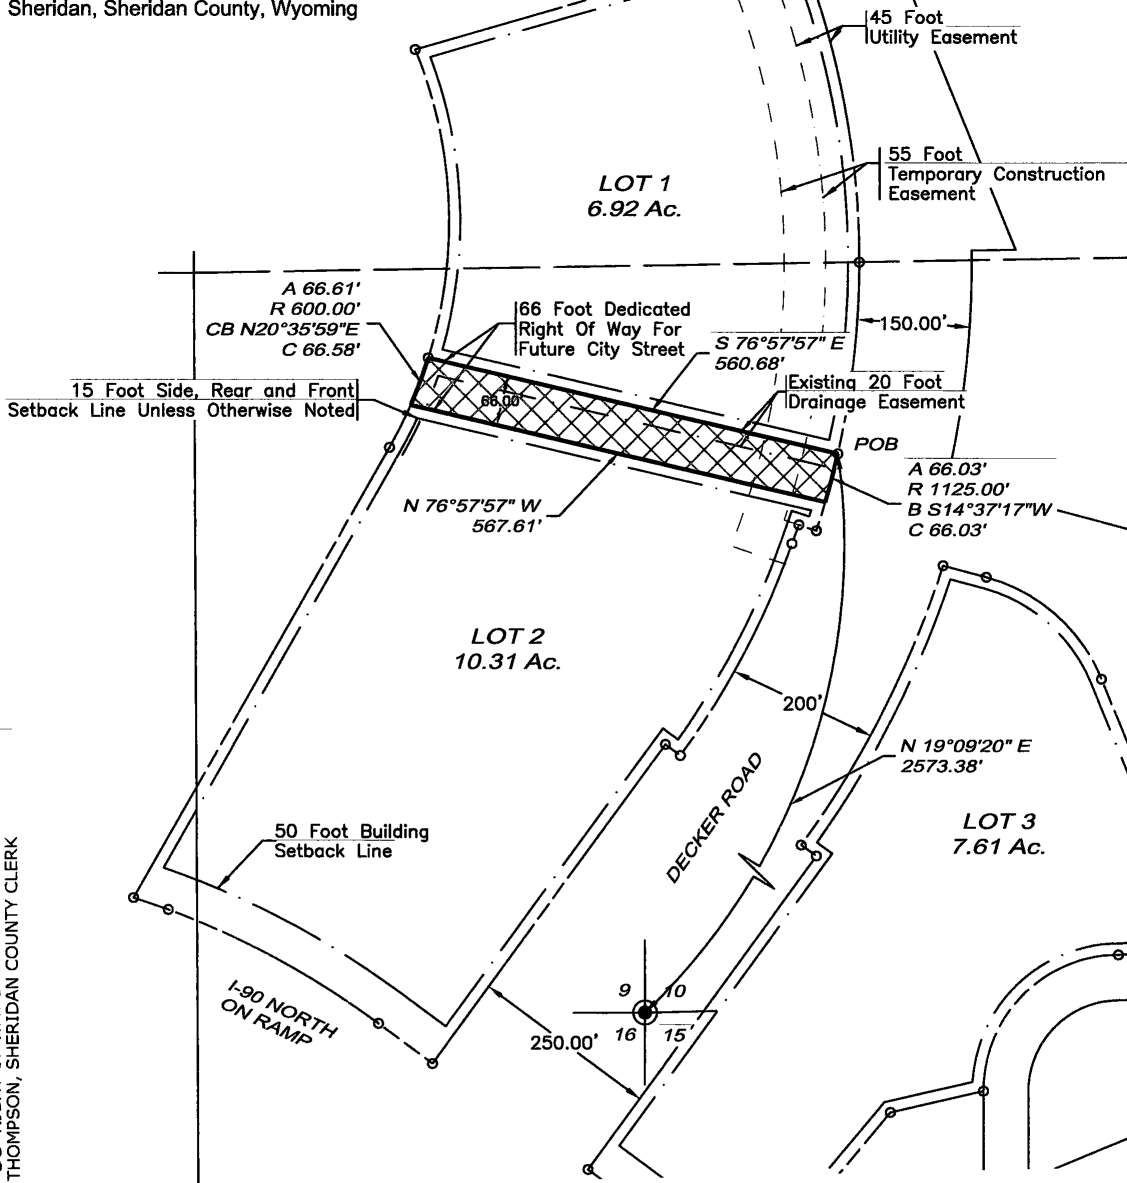 Sheridan, Sheridan County, Wyoming
45 Foot
Utility Easement
55 Foot
Temporary Construction
Easement
LOT 1
6.92 Ac.
A 66.61'
R 600.00'
CB N20°35'59"E
C 66.58'
66 Foot Dedicated
Right Of Way For
Future City Street
S 76°57'57" E
560.68'
150.00'
15 Foot Side, Rear and Front
Setback Line Unless Otherwise Noted
66.00'
Existing 20 Foot
Drainage Easement
POB
A 66.03'
R 1125.00'
B S14°37'17"W
C 66.03'
N 76°57'57" W
567.61'
LOT 2
10.31 Ac.
200'
N 19°09'20" E
2573.38'
DECKER ROAD
LOT 3
7.61 Ac.
50 Foot Building
Setback Line
I-90 NORTH
ON RAMP
9 10
16 15
250.00'
THOMPSON, SHERIDAN COUNTY CLERK